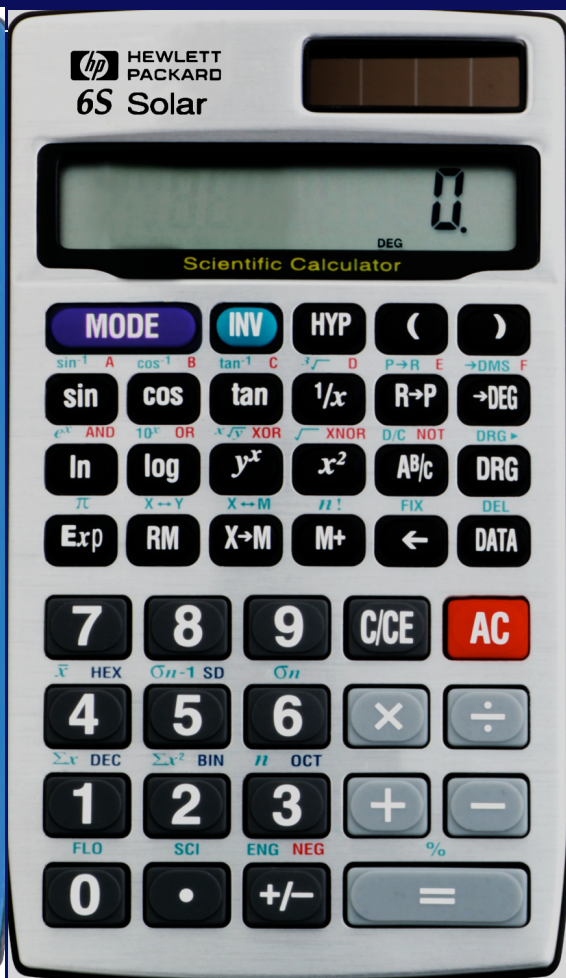 hp HEWLETT
PACKARD
6S Solar
0.
DEG
Scientific Calculator
MODE INV HYP ( )
sin⁻¹ A cos⁻¹ B tan⁻¹ C ³√‾ D P→R E →DMS F
sin cos tan 1/x R→P →DEG
eˣ AND 10ˣ OR ˣ√y XOR √‾ XNOR D/C NOT DRG▸
ln log yˣ x² Ab/c DRG
π X↔Y X↔M n! FIX DEL
Exp RM X→M M+ ← DATA
7 8 9 C/CE AC
x̄ HEX σn-1 SD σn
4 5 6 × ÷
Σx DEC Σx² BIN n OCT
1 2 3 + −
FLO SCI ENG NEG %
0 • +/− =